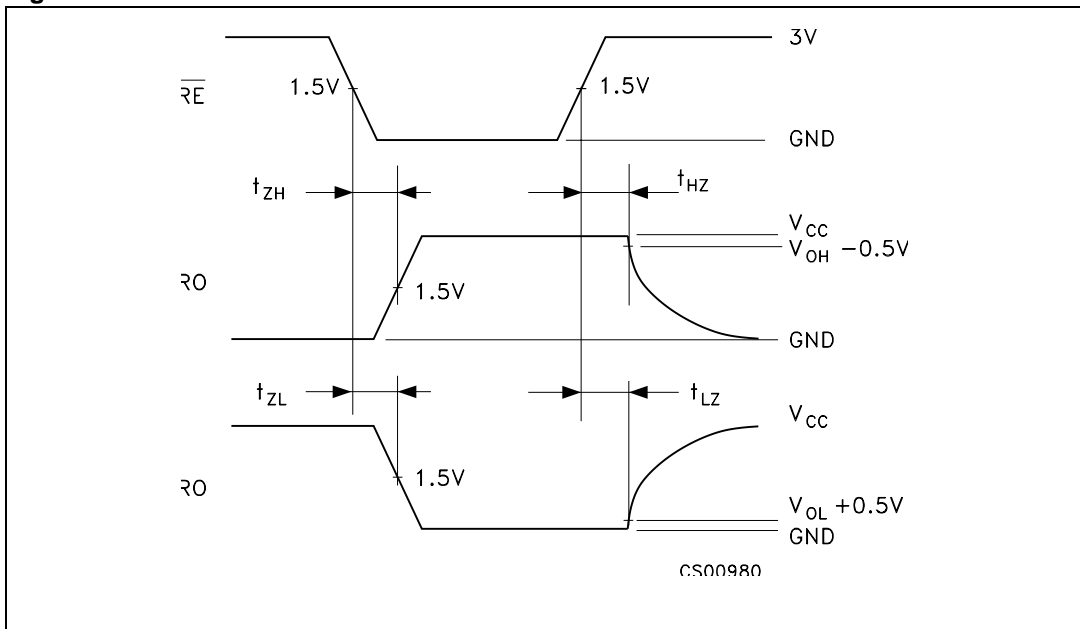 3V
1.5V
1.5V
RE
GND
tZH
tHZ
VCC
VOH -0.5V
RO
1.5V
GND
tZL
tLZ
VCC
1.5V
RO
VOL +0.5V
GND
CS00980